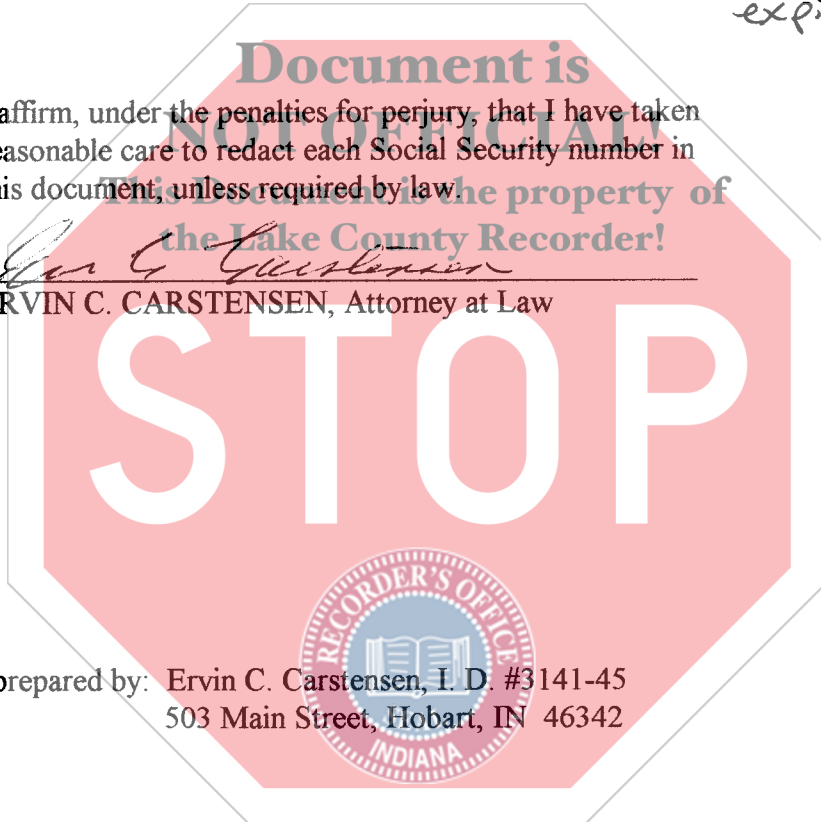 exp
Document is
affirm, under the penalties for perjury, that I have taken
NOT OFFICIAL!
easonable care to redact each Social Security number in
is document, unless required by law.
This Document is the property of
the Lake County Recorder!
RVIN C. CARSTENSEN, Attorney at Law
STOP
RECORDER'S OFFICE
prepared by: Ervin C. Carstensen, I. D. #3141-45
503 Main Street, Hobart, IN 46342
INDIANA